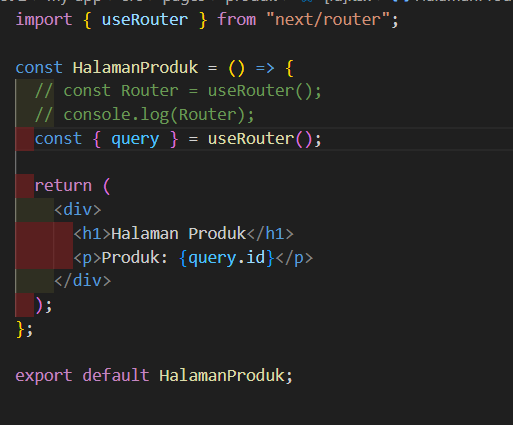 import { useRouter } from "next/router";
const HalamanProduk = () => {
// const Router = useRouter();
// console.log(Router);
const { query } = useRouter();
return (
<div>
<h1>Halaman Produk</h1>
<p>Produk: {query.id}</p>
</div>
);
};
export default HalamanProduk;